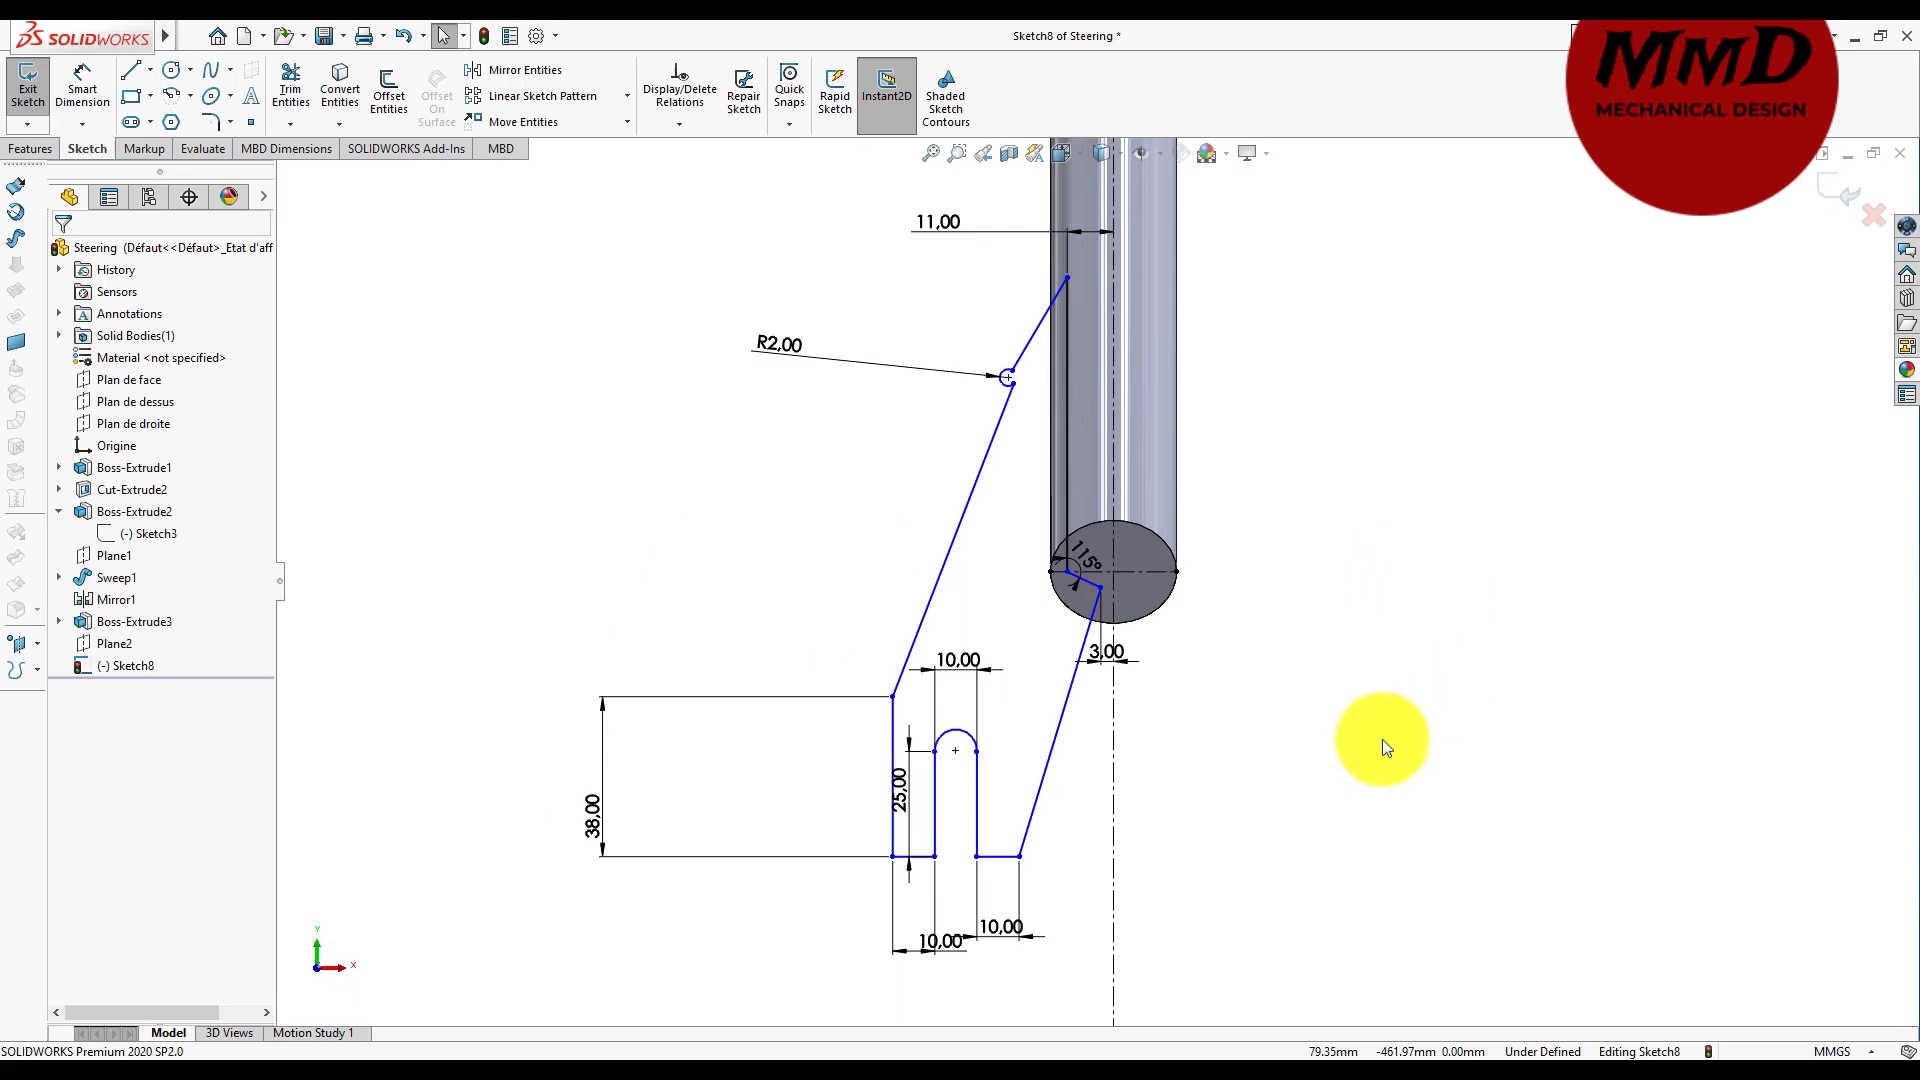 SOLIDWORKS
Sketch8 of Steering *
MMD
MECHANICAL DESIGN
Exit Sketch
Smart Dimension
Trim Entities
Convert Entities
Offset Entities
Offset On Surface
Mirror Entities
Linear Sketch Pattern
Move Entities
Display/Delete Relations
Repair Sketch
Quick Snaps
Rapid Sketch
Instant2D
Shaded Sketch Contours
Features
Sketch
Markup
Evaluate
MBD Dimensions
SOLIDWORKS Add-Ins
MBD
Steering (Défaut<<Défaut>_Etat d'aff
History
Sensors
Annotations
Solid Bodies(1)
Material <not specified>
Plan de face
Plan de dessus
Plan de droite
Origine
Boss-Extrude1
Cut-Extrude2
Boss-Extrude2
(-) Sketch3
Plane1
Sweep1
Mirror1
Boss-Extrude3
Plane2
(-) Sketch8
11,00
R2,00
115°
3,00
10,00
38,00
25,00
10,00
10,00
Y
X
Model
3D Views
Motion Study 1
SOLIDWORKS Premium 2020 SP2.0
79.35mm
-461.97mm
0.00mm
Under Defined
Editing Sketch8
MMGS